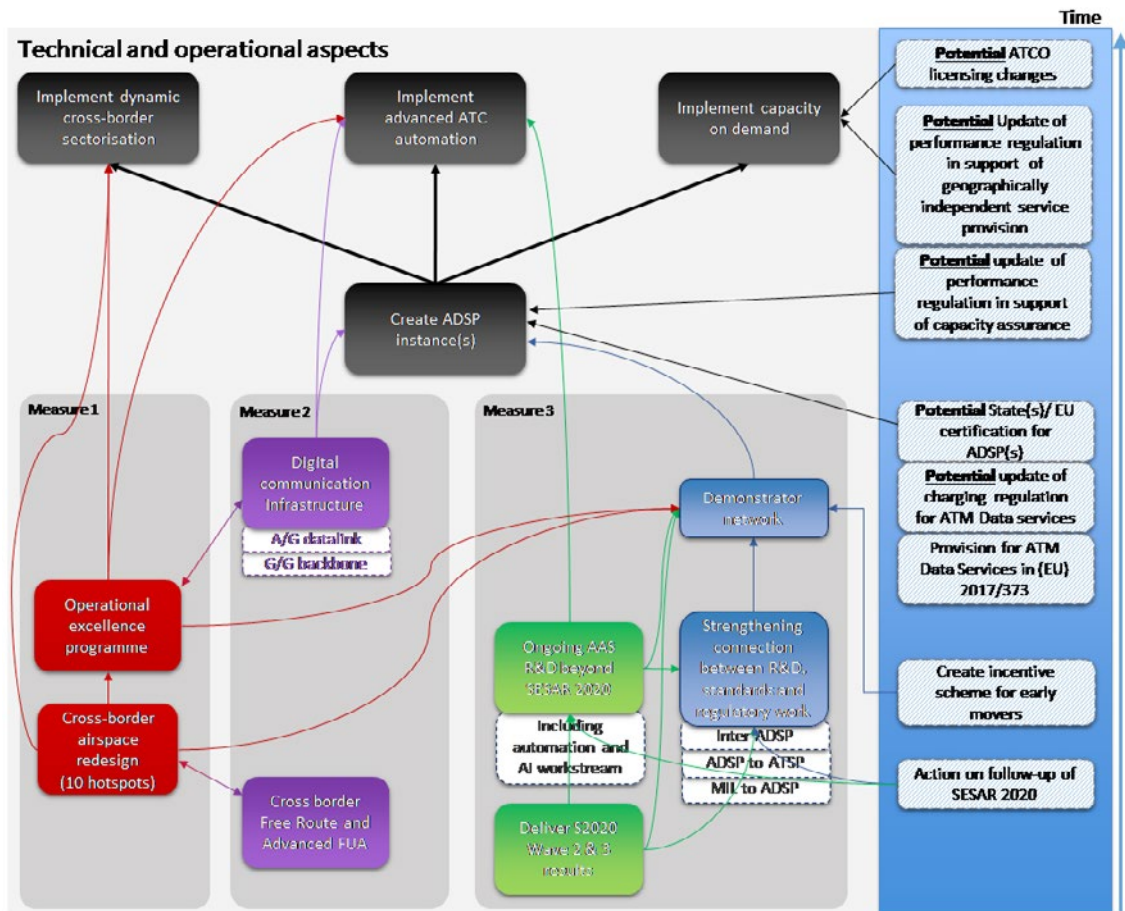 Time
Technical and operational aspects
Implement dynamic
cross-border
sectorisation
Implement
advanced ATC
automation
Implement capacity
on demand
Potential ATCO
licensing changes
Potential Update of
performance regulation
in support of
geographically
independent service
provision
Potential update of
performance
regulation in support
of capacity assurance
Create ADSP
instance(s)
Measure 1
Measure 2
Measure 3
Potential State(s)/ EU
certification for
ADSP(s)
Potential update of
charging regulation
for ATM Data services
Provision for ATM
Data Services in (EU)
2017/373
Digital
communication
Infrastructure
A/G datalink
G/G backbone
Demonstrator
network
Operational
excellence
programme
Ongoing AAS
R&D beyond
SESAR 2020
Including
automation and
AI workstream
Strengthening
connection
between R&D,
standards and
regulatory work
Inter ADSP
ADSP to ATSP
MIL to ADSP
Create incentive
scheme for early
movers
Cross-border
airspace
redesign
(10 hotspots)
Action on follow-up of
SESAR 2020
Cross border
Free Route and
Advanced FUA
Deliver S2020
Wave 2 & 3
results